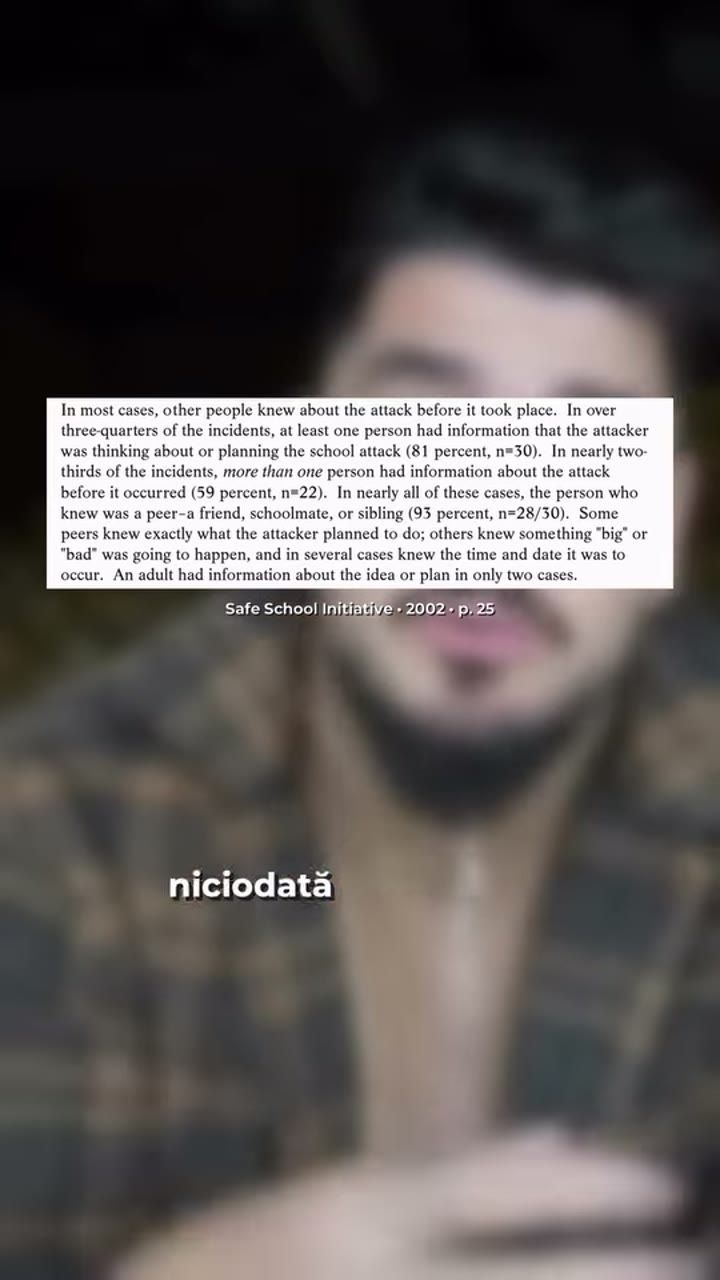 In most cases, other people knew about the attack before it took place. In over
three-quarters of the incidents, at least one person had information that the attacker
was thinking about or planning the school attack (81 percent, n=30). In nearly two-
thirds of the incidents, more than one person had information about the attack
before it occurred (59 percent, n=22). In nearly all of these cases, the person who
knew was a peer–a friend, schoolmate, or sibling (93 percent, n=28/30). Some
peers knew exactly what the attacker planned to do; others knew something "big" or
"bad" was going to happen, and in several cases knew the time and date it was to
occur. An adult had information about the idea or plan in only two cases.
Safe School Initiative • 2002 • p. 25
niciodată